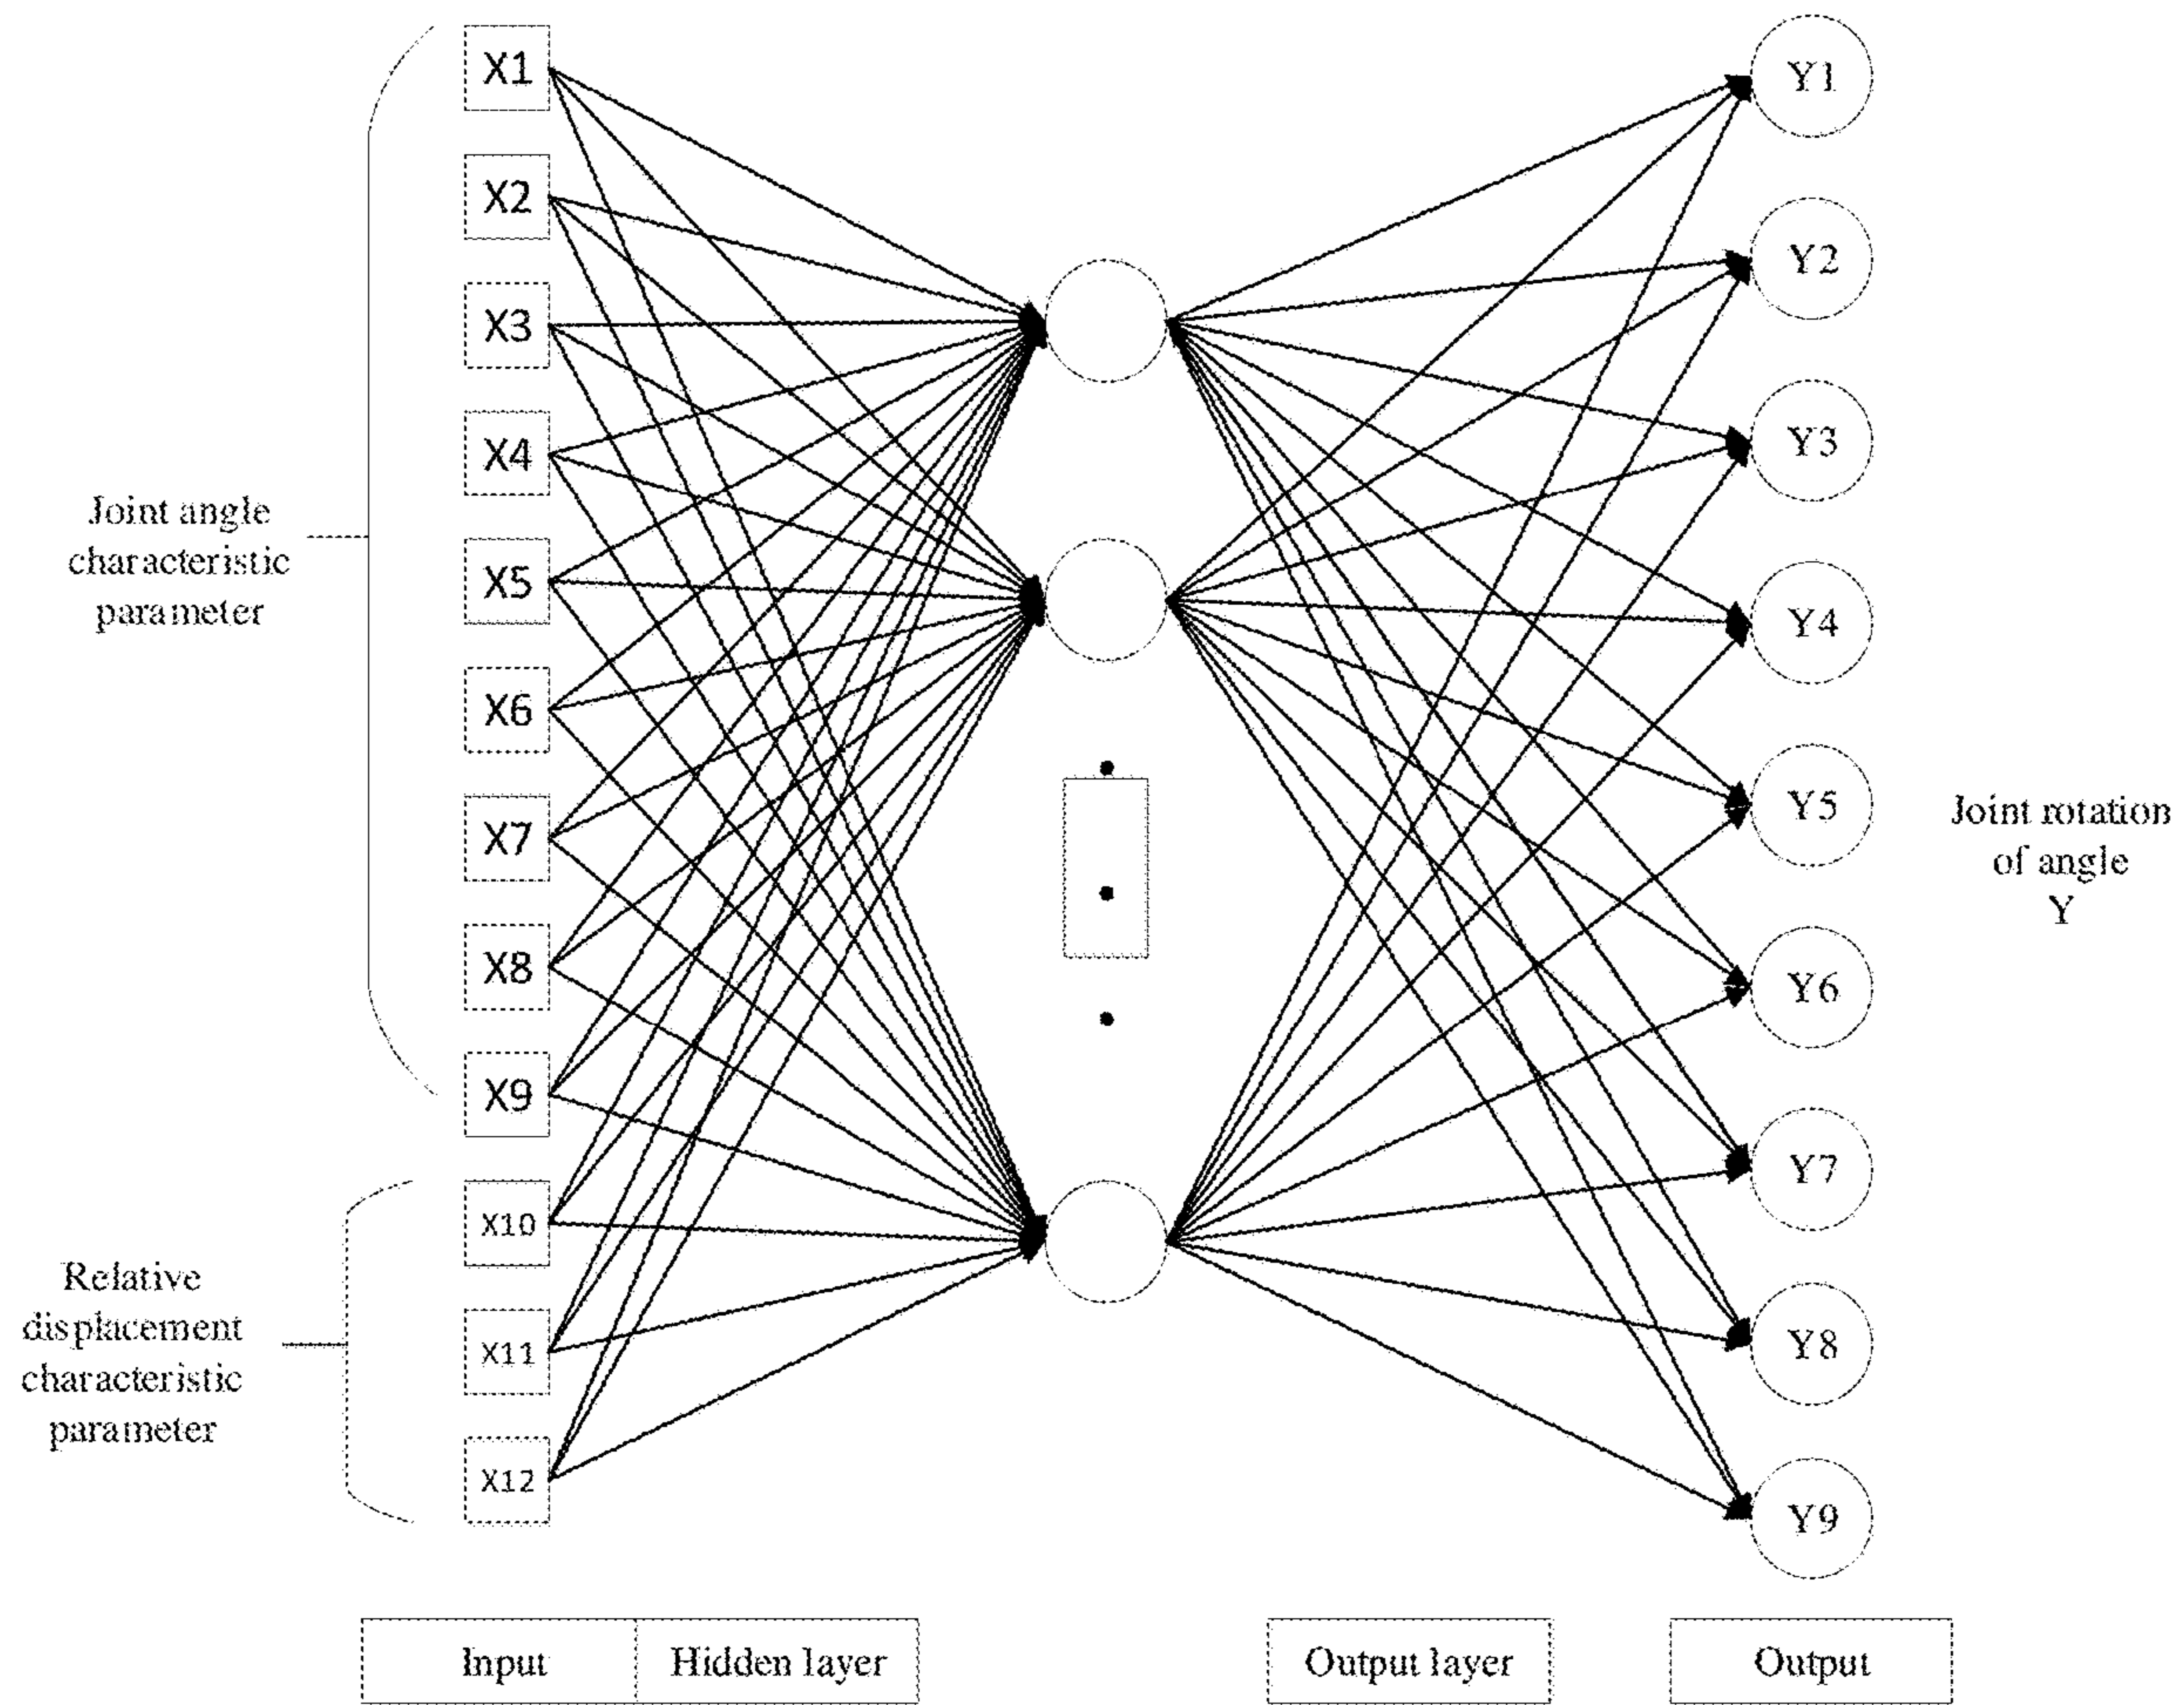 X1
X2
X3
X4
X5
X6
X7
X8
X9
X10
X11
X12
Joint angle
characteristic
parameter
Relative
displacement
characteristic
parameter
Y1
Y2
Y3
Y4
Y5
Y6
Y7
Y8
Y9
Joint rotation
of angle
Y
Input
Hidden layer
Output layer
Output